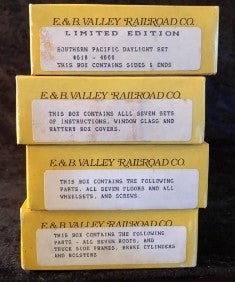 E.&B. VALLEY RAILROAD CO.
LIMITED EDITION
SOUTHERN PACIFIC DAYLIGHT SET
#618 - 4666
THIS BOX CONTAINS SIDES & ENDS
E.&B. VALLEY RAILROAD CO.
THIS BOX CONTAINS ALLL SEVEN SETS
OF INSTRUCTIONS, WINDOW GLASS AND
BATTERY BOX COVERS.
E.&B. VALLEY RAILROAD CO.
THIS BOX CONTAINS THE FOLLOWING
PARTS. ALL SEVEN FLOORS AND ALL
WHEELSETS, AND SCREWS.
E.&B. VALLEY RAILROAD CO.
THIS BOX CONTAINS THE FOLLOWING
PARTS - ALL SEVEN ROOFS, AND
TRUCK SIDE FRAMES, BRAKE CYLINDERS
AND BOLSTERS